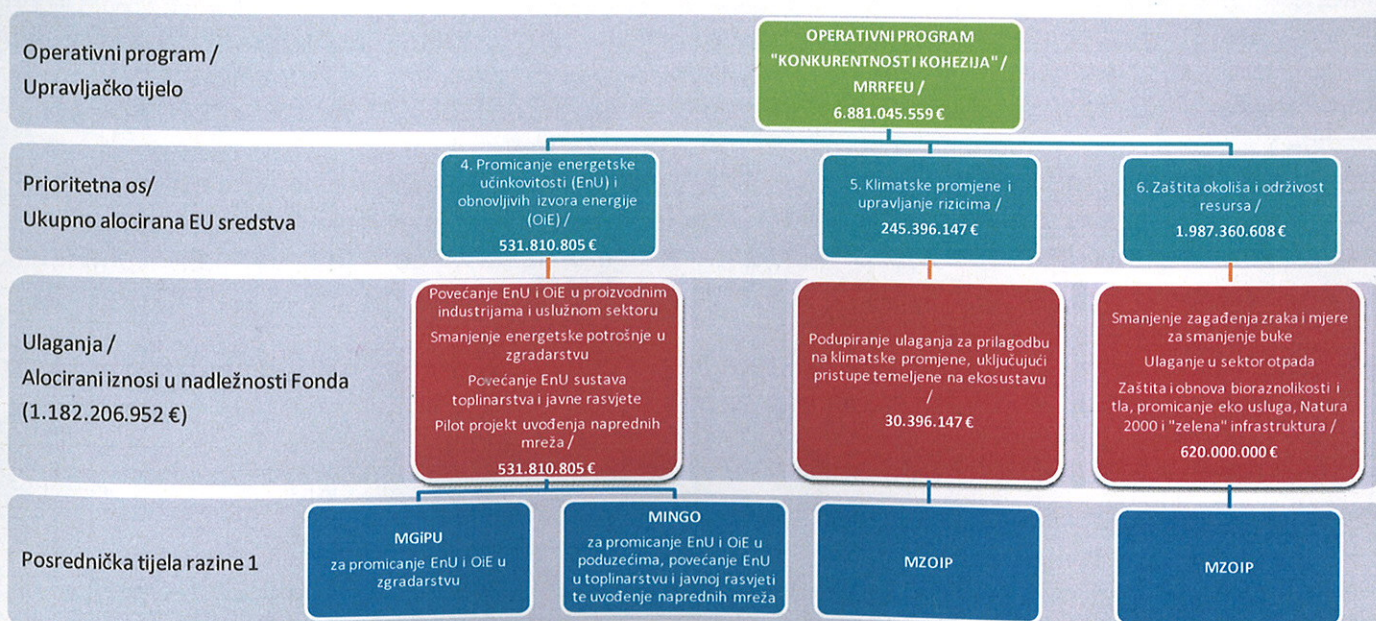 Operativni program /
Upravljačko tijelo
OPERATIVNI PROGRAM
"KONKURENTNOST I KOHEZIJA" /
MRRFEU /
6.881.045.559 €
Prioritetna os/
Ukupno alocirana EU sredstva
4. Promicanje energetske
učinkovitosti (EnU) i
obnovljivih izvora energije
(OiE) /
531.810.805 €
5. Klimatske promjene i
upravljanje rizicima /
245.396.147 €
6. Zaštita okoliša i održivost
resursa /
1.987.360.608 €
Ulaganja /
Alocirani iznosi u nadležnosti Fonda
(1.182.206.952 €)
Povećanje EnU i OiE u proizvodnim
industrijama i uslužnom sektoru
Smanjenje energetske potrošnje u
zgradarstvu
Povećanje EnU sustava
toplinarstva i javne rasvjete
Pilot projekt uvođenja naprednih
mreža /
531.810.805 €
Podupiranje ulaganja za prilagodbu
na klimatske promjene, uključujući
pristupe temeljene na ekosustavu
/
30.396.147 €
Smanjenje zagađenja zraka i mjere
za smanjenje buke
Ulaganje u sektor otpada
Zaštita i obnova bioraznolikosti i
tla, promicanje eko usluga, Natura
2000 i "zelena" infrastruktura /
620.000.000 €
Posrednička tijela razine 1
MGiPU
za promicanje EnU i OiE u
zgradarstvu
MINGO
za promicanje EnU i OiE u
poduzećima, povećanje EnU
u toplinarstvu i javnoj rasvjeti
te uvođenje naprednih mreža
MZOIP
MZOIP